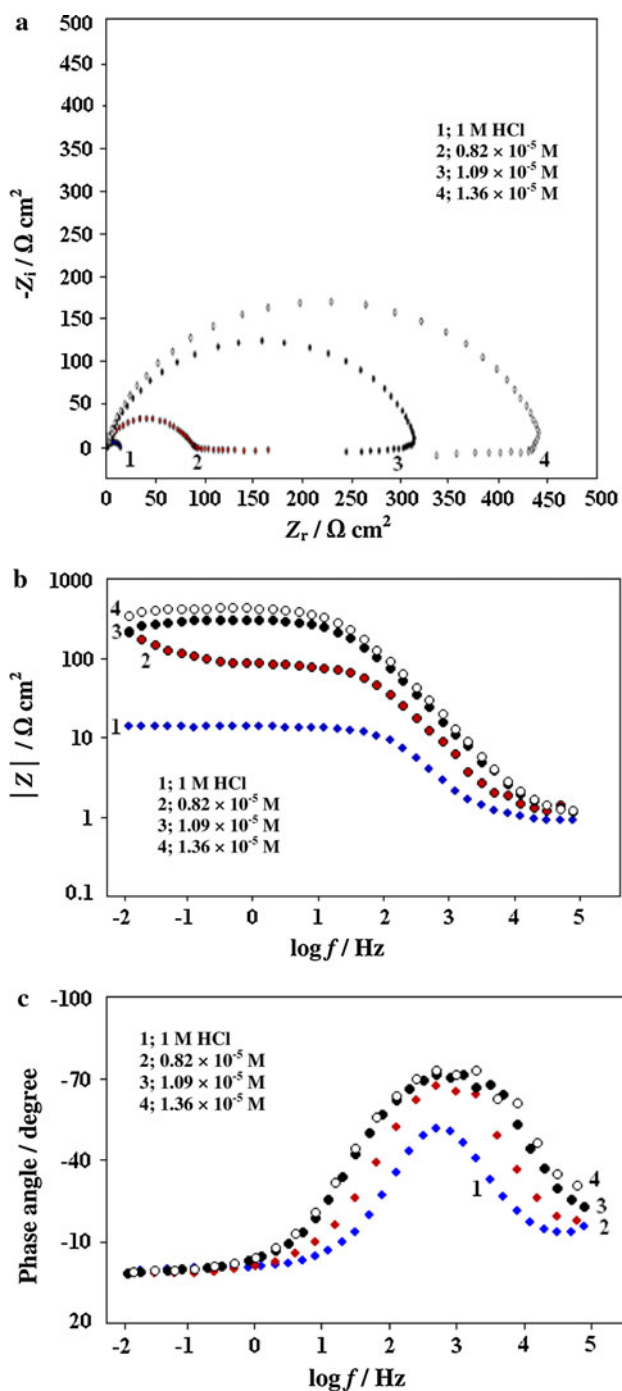 a
500
450
400
350
300
250
200
150
100
50
0
-Zi / Ω cm²
1; 1 M HCl
2; 0.82 × 10⁻⁵ M
3; 1.09 × 10⁻⁵ M
4; 1.36 × 10⁻⁵ M
1
2
3
4
0 50 100 150 200 250 300 350 400 450 500
Zr / Ω cm²
b
1000
100
10
1
0.1
|Z| / Ω cm²
4
3
2
1
1; 1 M HCl
2; 0.82 × 10⁻⁵ M
3; 1.09 × 10⁻⁵ M
4; 1.36 × 10⁻⁵ M
-2 -1 0 1 2 3 4 5
log f / Hz
c
-100
-70
-40
-10
20
Phase angle / degree
1; 1 M HCl
2; 0.82 × 10⁻⁵ M
3; 1.09 × 10⁻⁵ M
4; 1.36 × 10⁻⁵ M
1
4
3
2
-2 -1 0 1 2 3 4 5
log f / Hz